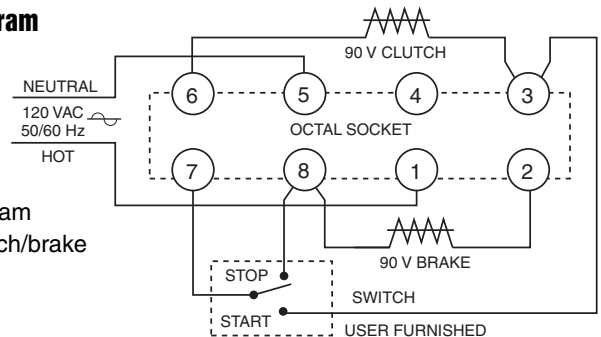 ram
90 V CLUTCH
NEUTRAL
6
5
4
3
120 VAC
50/60 Hz
OCTAL SOCKET
HOT
7
8
1
2
am
ch/brake
90 V BRAKE
STOP
SWITCH
START
USER FURNISHED